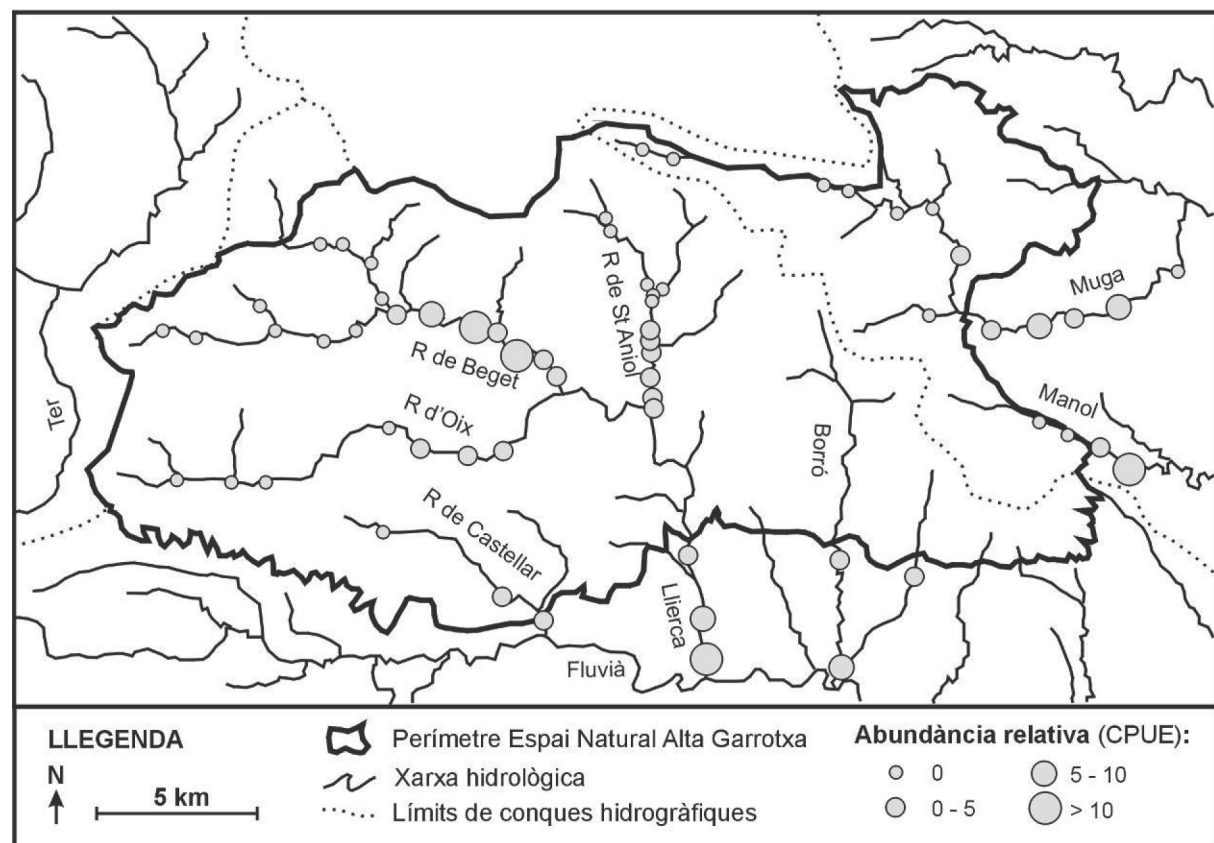 R de St Aniol
Muga
R de Beget
Ter
R d'Oix
Manol
Borró
R de Castellar
Llierca
Fluvià
LLEGENDA
N
5 km
Perímetre Espai Natural Alta Garrotxa
Xarxa hidrològica
Límits de conques hidrogràfiques
Abundància relativa (CPUE):
0
5 - 10
0 - 5
> 10